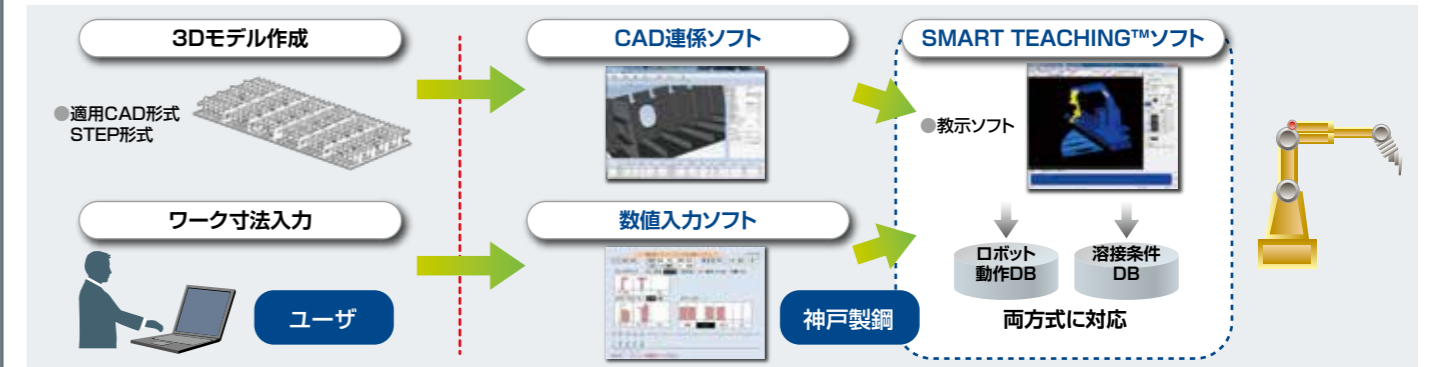 3Dモデル作成
CAD連係ソフト
SMART TEACHING™ソフト
●適用CAD形式
STEP形式
●教示ソフト
ワーク寸法入力
数値入力ソフト
ロボット
動作DB
溶接条件
DB
ユーザ
神戸製鋼
両方式に対応